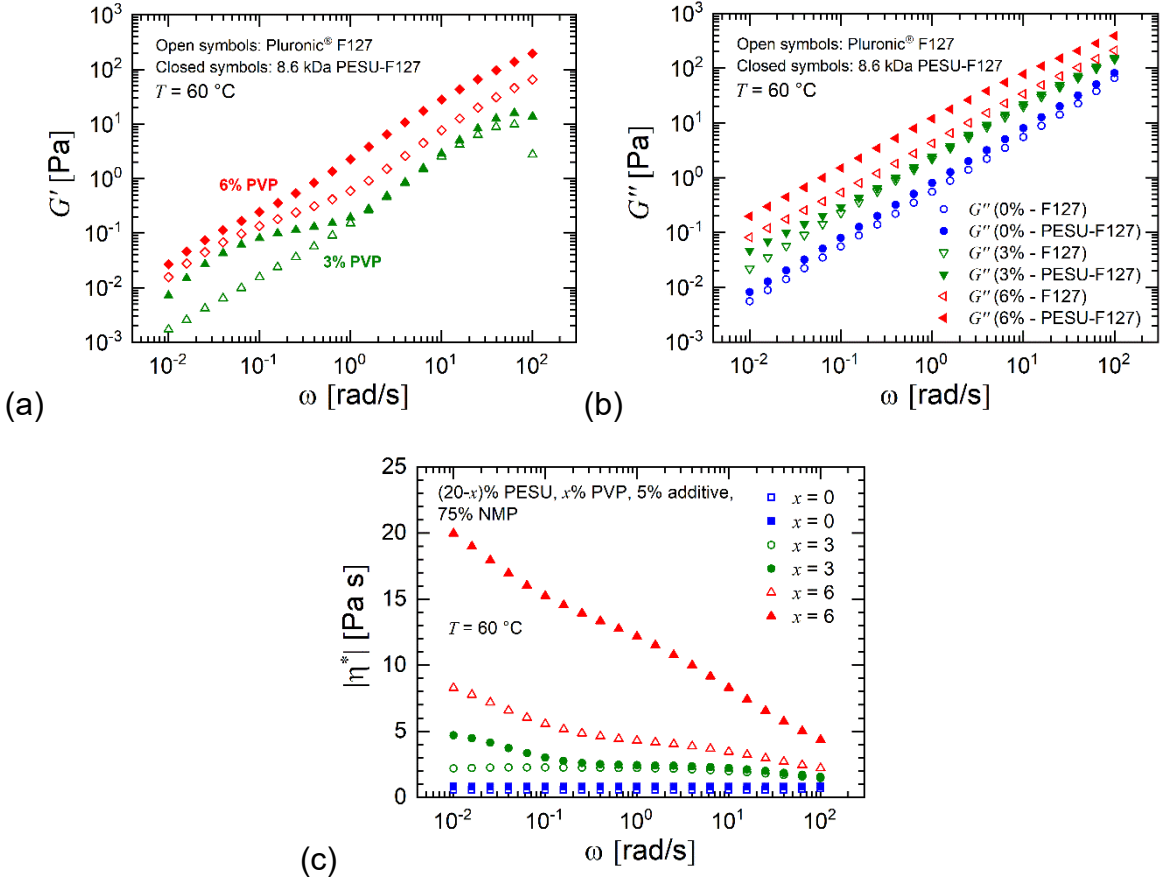 Open symbols: Pluronic® F127
Closed symbols: 8.6 kDa PESU-F127
T = 60 °C
6% PVP
3% PVP
G′ [Pa]
10³
10²
10¹
10⁰
10⁻¹
10⁻²
10⁻³
10⁻² 10⁻¹ 10⁰ 10¹ 10²
ω [rad/s]
(a)
Open symbols: Pluronic® F127
Closed symbols: 8.6 kDa PESU-F127
T = 60 °C
G″ [Pa]
10³
10²
10¹
10⁰
10⁻¹
10⁻²
10⁻³
G″ (0% - F127)
G″ (0% - PESU-F127)
G″ (3% - F127)
G″ (3% - PESU-F127)
G″ (6% - F127)
G″ (6% - PESU-F127)
10⁻² 10⁻¹ 10⁰ 10¹ 10²
ω [rad/s]
(b)
(20-x)% PESU, x% PVP, 5% additive,
75% NMP
T = 60 °C
x = 0
x = 0
x = 3
x = 3
x = 6
x = 6
|η*| [Pa s]
25
20
15
10
5
0
10⁻² 10⁻¹ 10⁰ 10¹ 10²
ω [rad/s]
(c)